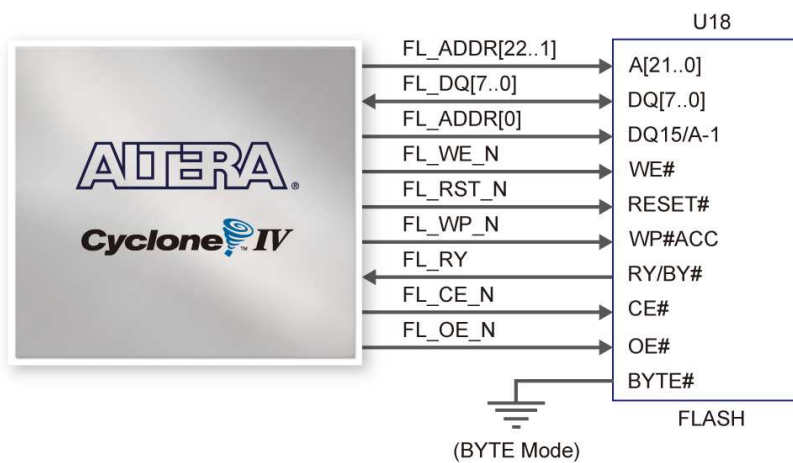 U18
FL_ADDR[22..1]
A[21..0]
FL_DQ[7..0]
DQ[7..0]
FL_ADDR[0]
DQ15/A-1
FL_WE_N
WE#
FL_RST_N
RESET#
FL_WP_N
WP#ACC
FL_RY
RY/BY#
FL_CE_N
CE#
FL_OE_N
OE#
BYTE#
ALTERA®
Cyclone™ IV
FLASH
(BYTE Mode)